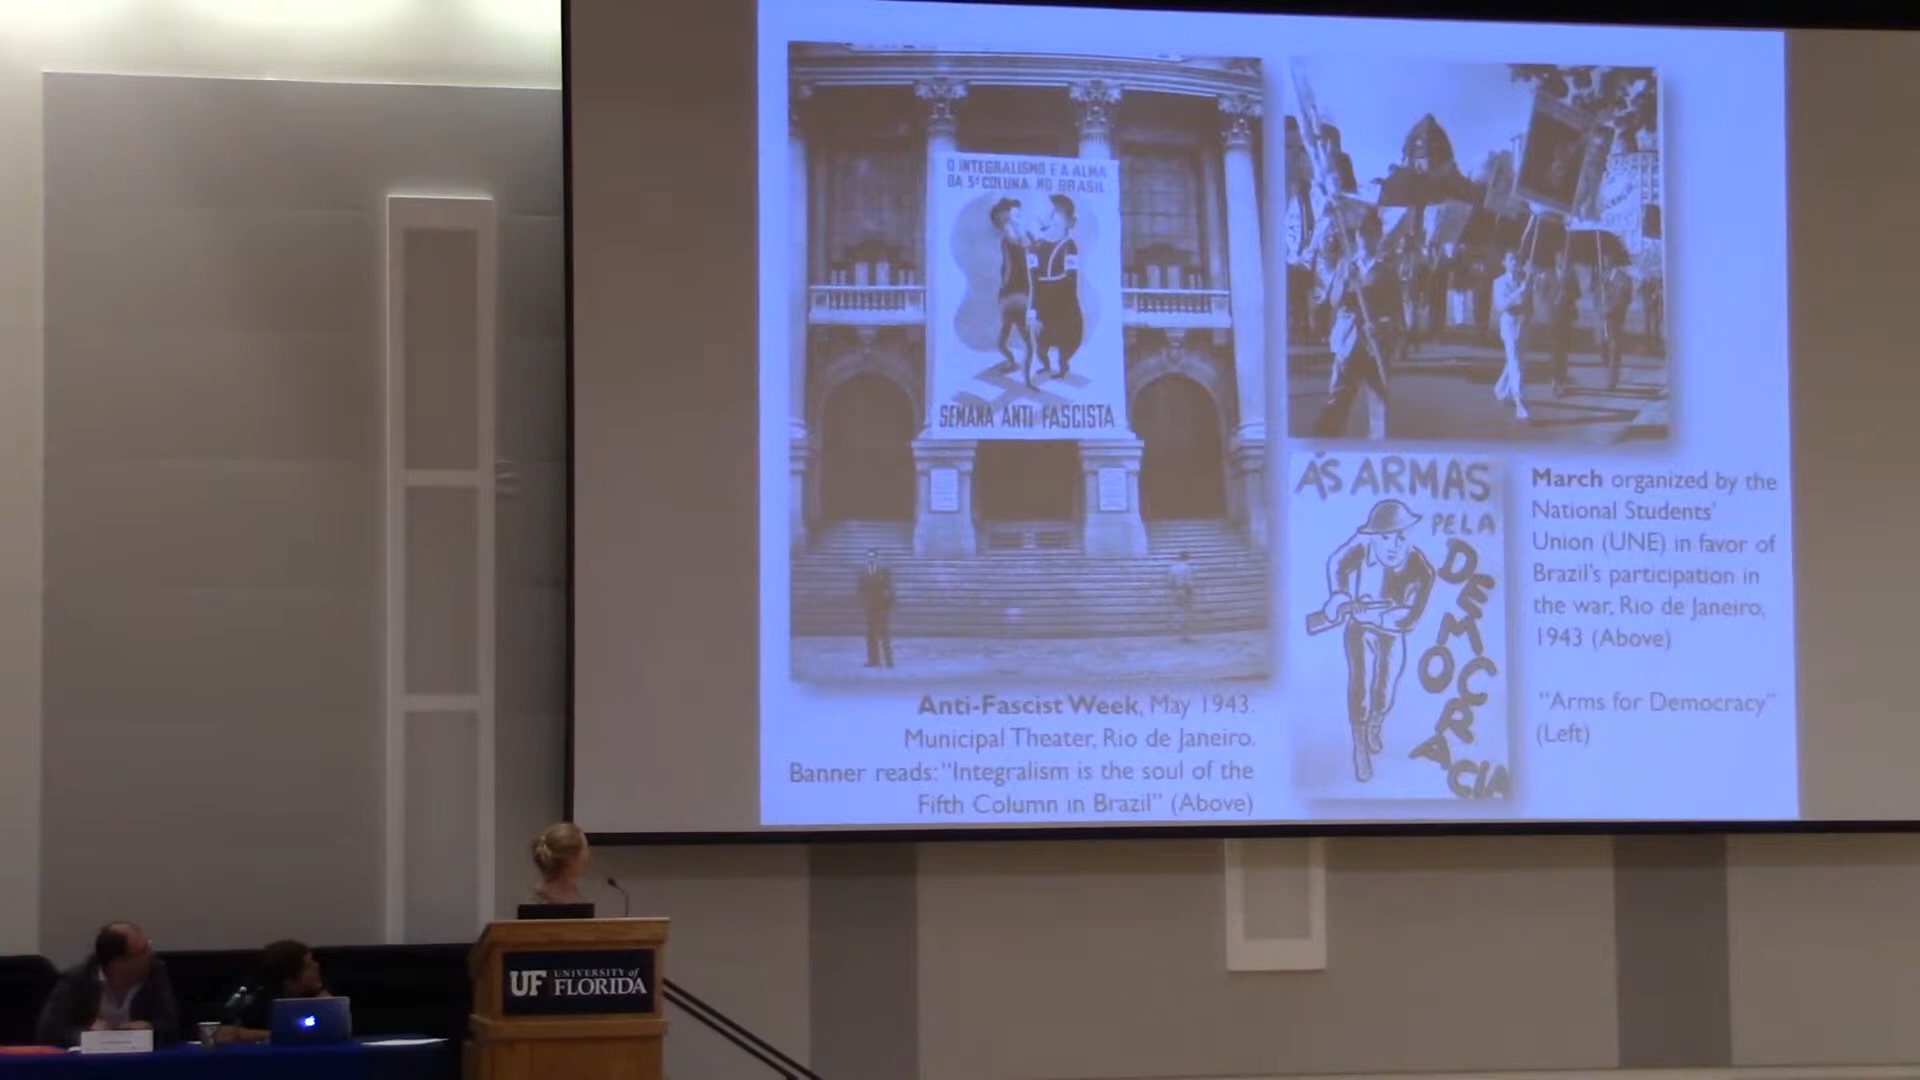 O INTEGRALISMO É A ALMA
DA 5ª COLUNA NO BRASIL
SEMANA ANTI FASCISTA
Anti-Fascist Week, May 1943.
Municipal Theater, Rio de Janeiro.
Banner reads: “Integralism is the soul of the
Fifth Column in Brazil” (Above)
ÀS ARMAS
PELA
DEMOCRACIA
March organized by the
National Students'
Union (UNE) in favor of
Brazil's participation in
the war, Rio de Janeiro,
1943 (Above)
“Arms for Democracy”
(Left)
UF UNIVERSITY of
FLORIDA